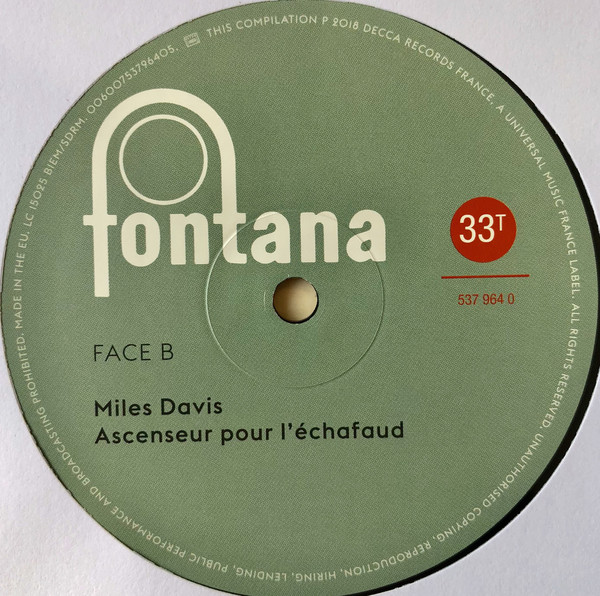 fontana
33T
537 964 0
FACE B
Miles Davis
Ascenseur pour l'échafaud
THIS COMPILATION P 2018 DECCA RECORDS FRANCE. A UNIVERSAL MUSIC FRANCE LABEL. ALL RIGHTS RESERVED. UNAUTHORISED COPYING, REPRODUCTION, HIRING, LENDING, PUBLIC PERFORMANCE AND BROADCASTING PROHIBITED. MADE IN THE EU. LC 15025 BIEM/SDRM. 00600753796405.